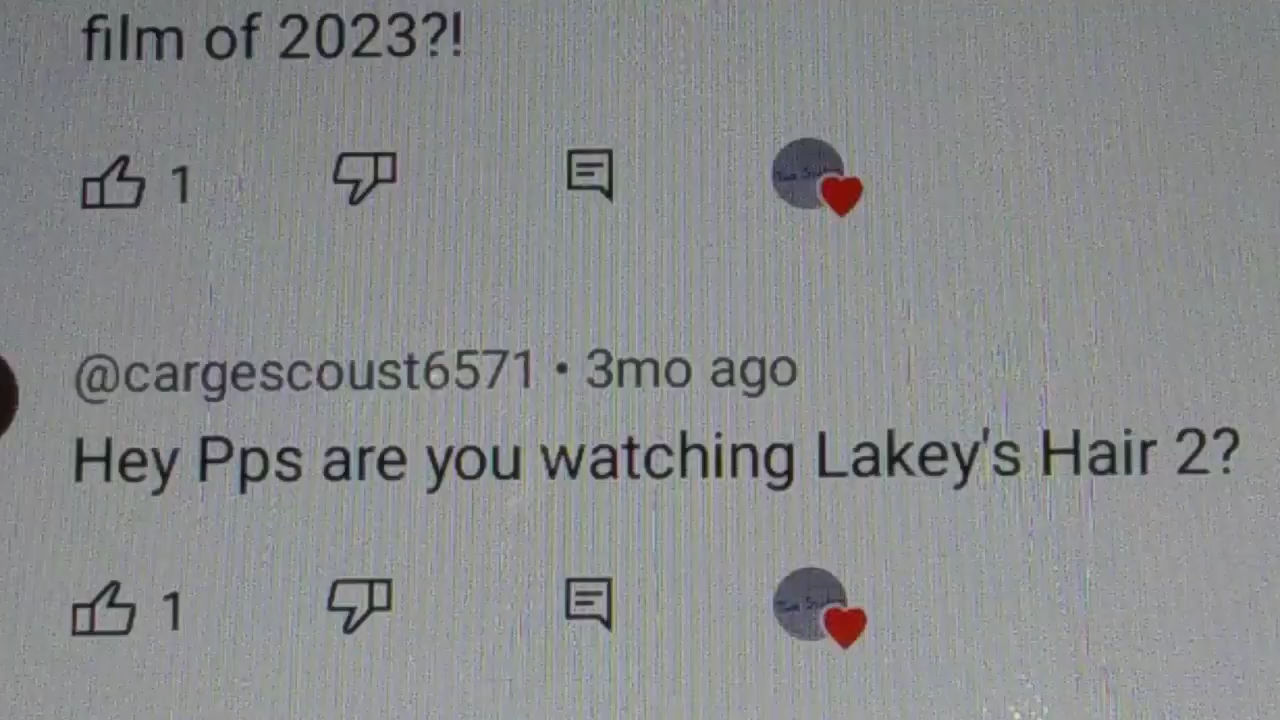 film of 2023?!
1
@cargescoust6571 • 3mo ago
Hey Pps are you watching Lakey's Hair 2?
1